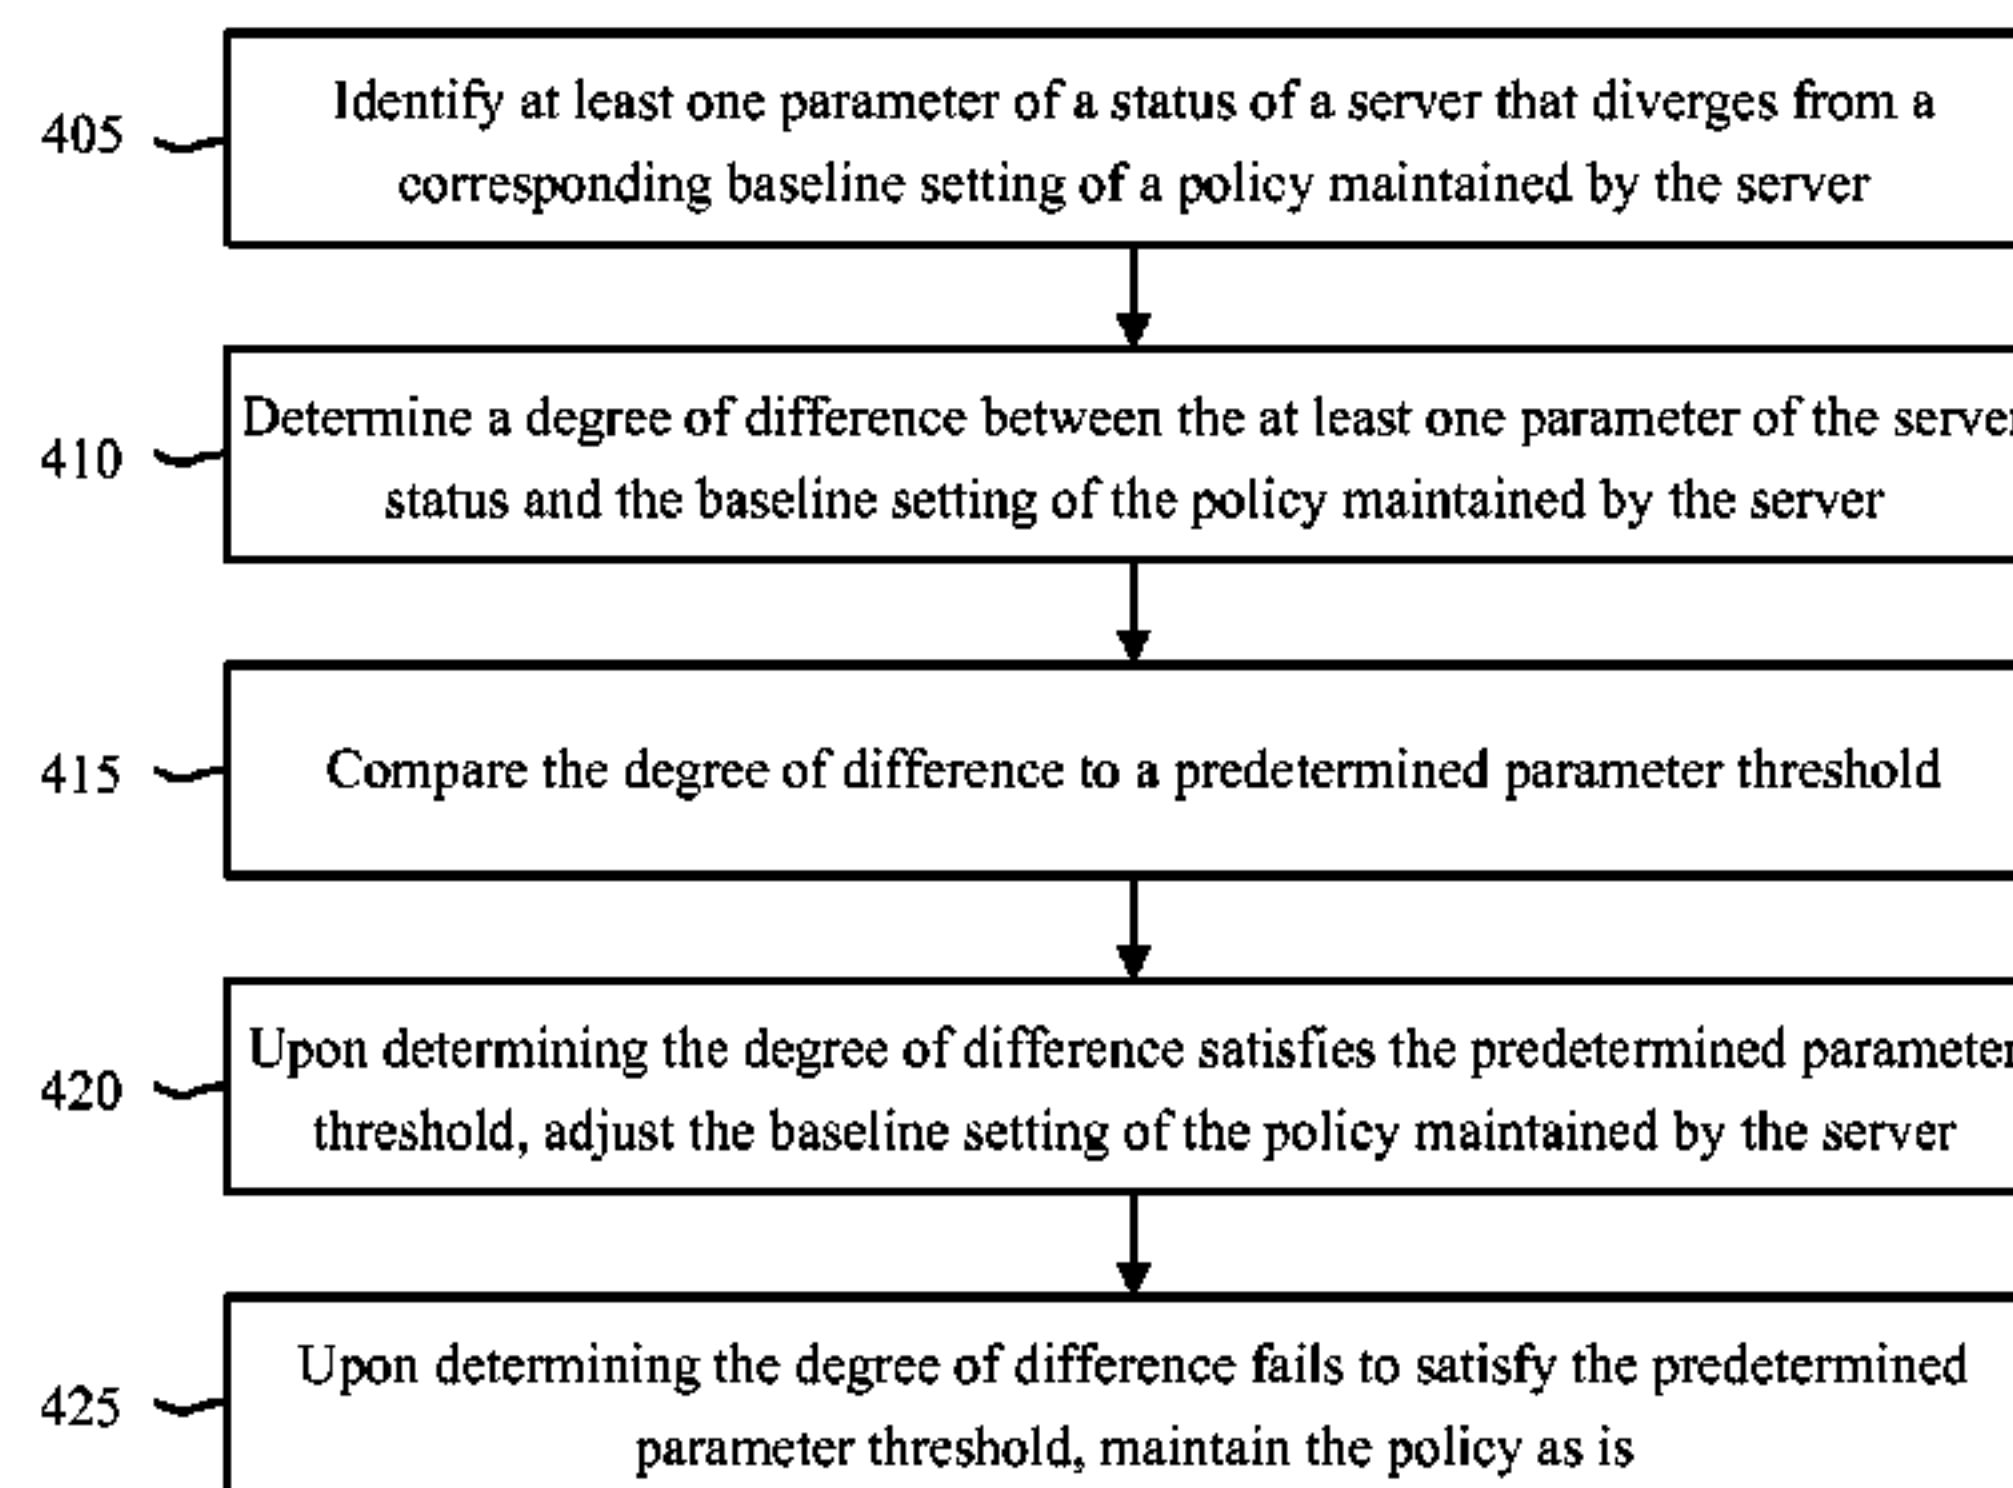 405
Identify at least one parameter of a status of a server that diverges from a
corresponding baseline setting of a policy maintained by the server
410
Determine a degree of difference between the at least one parameter of the server
status and the baseline setting of the policy maintained by the server
415
Compare the degree of difference to a predetermined parameter threshold
420
Upon determining the degree of difference satisfies the predetermined parameter
threshold, adjust the baseline setting of the policy maintained by the server
425
Upon determining the degree of difference fails to satisfy the predetermined
parameter threshold, maintain the policy as is